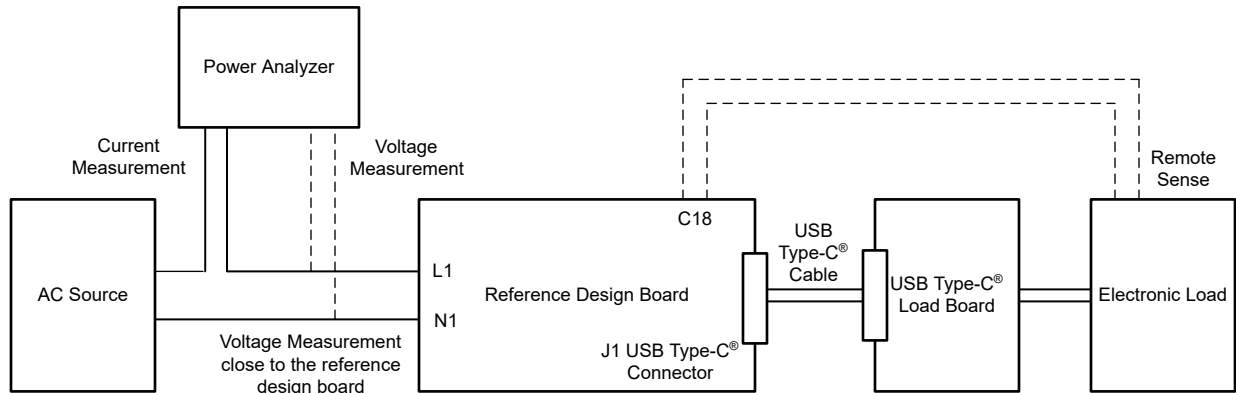 Power Analyzer
Current
Measurement
Voltage
Measurement
Remote
Sense
AC Source
L1
N1
Voltage Measurement
close to the reference
design board
C18
Reference Design Board
J1 USB Type-C®
Connector
USB
Type-C®
Cable
USB Type-C®
Load Board
Electronic Load